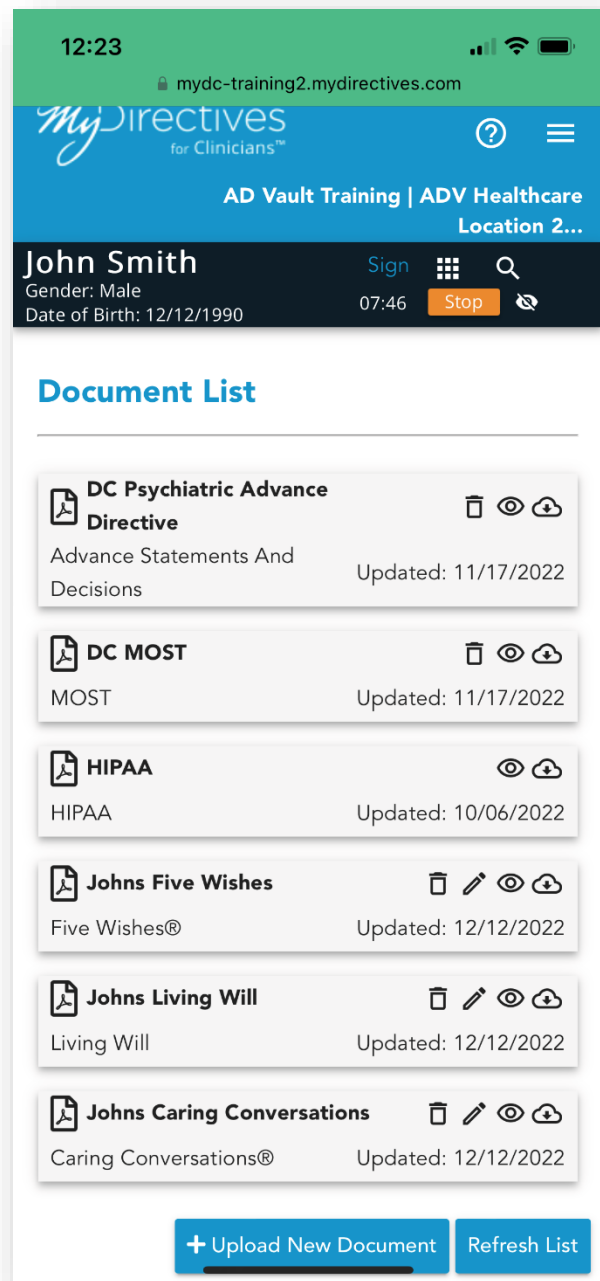 12:23
mydc-training2.mydirectives.com
MyDirectives
for Clinicians™
AD Vault Training | ADV Healthcare
Location 2...
John Smith
Sign
Gender: Male
07:46
Stop
Date of Birth: 12/12/1990
Document List
DC Psychiatric Advance
Directive
Advance Statements And
Decisions
Updated: 11/17/2022
DC MOST
MOST
Updated: 11/17/2022
HIPAA
HIPAA
Updated: 10/06/2022
Johns Five Wishes
Five Wishes®
Updated: 12/12/2022
Johns Living Will
Living Will
Updated: 12/12/2022
Johns Caring Conversations
Caring Conversations®
Updated: 12/12/2022
+ Upload New Document
Refresh List